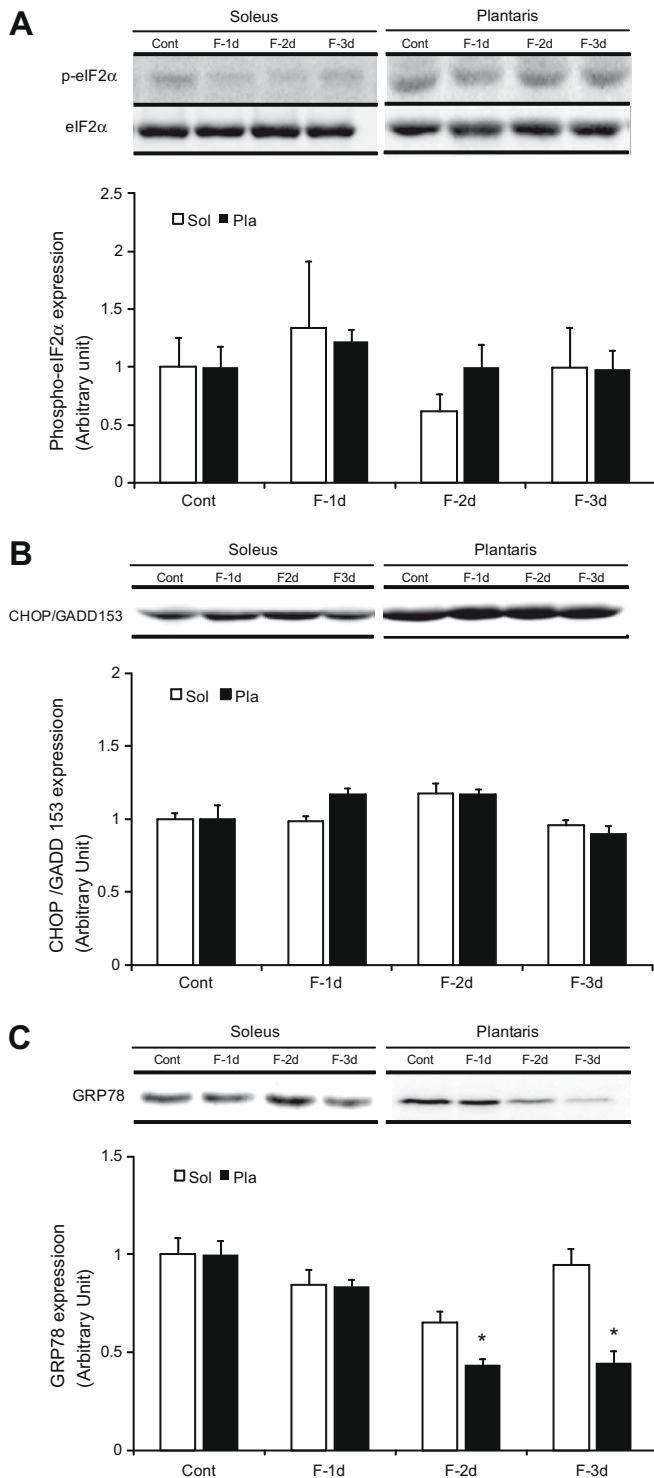 A
Soleus Plantaris
Cont F-1d F-2d F-3d Cont F-1d F-2d F-3d
p-eIF2α
eIF2α
2.5
Sol Pla
2
1.5
1
0.5
0
Phospho-eIF2α expression
(Arbitrary unit)
Cont F-1d F-2d F-3d
B
Soleus Plantaris
Cont F-1d F2d F3d Cont F-1d F-2d F-3d
CHOP/GADD153
2
Sol Pla
1.5
1
0.5
0
CHOP /GADD 153 expressioon
(Arbitrary Unit)
Cont F-1d F-2d F-3d
C
Soleus Plantaris
Cont F-1d F-2d F-3d Cont F-1d F-2d F-3d
GRP78
1.5
Sol Pla
1
0.5
0
* *
GRP78 expressioon
(Arbitrary Unit)
Cont F-1d F-2d F-3d